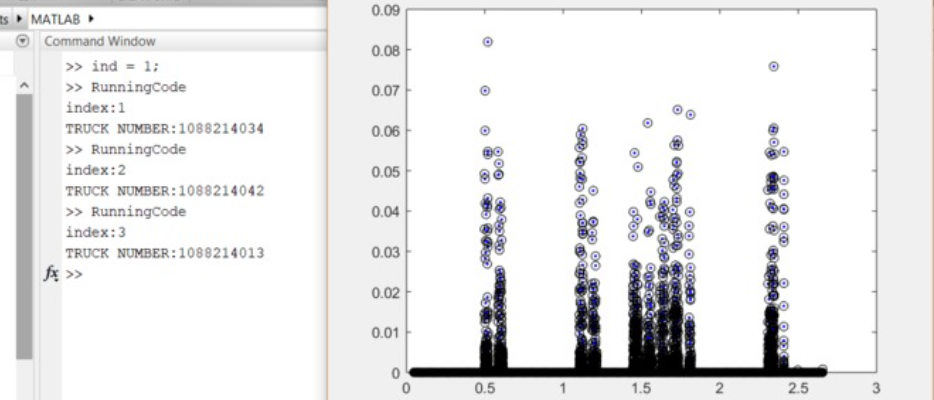 ts ▸ MATLAB ▸
Command Window
>> ind = 1;
>> RunningCode
index:1
TRUCK NUMBER:1088214034
>> RunningCode
index:2
TRUCK NUMBER:1088214042
>> RunningCode
index:3
TRUCK NUMBER:1088214013
fx >>
0.09
0.08
0.07
0.06
0.05
0.04
0.03
0.02
0.01
0
0 0.5 1 1.5 2 2.5 3